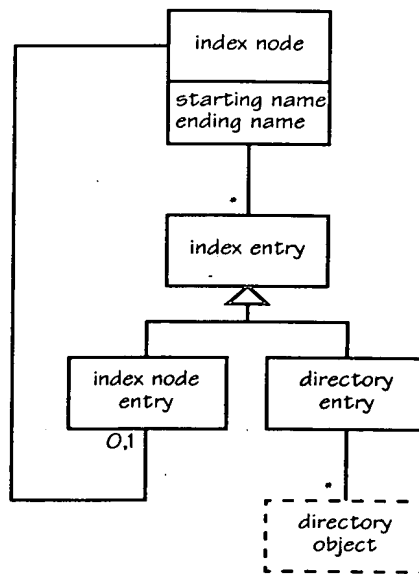 index node
starting name
ending name
*
index entry
index node
entry
directory
entry
0,1
*
directory
object